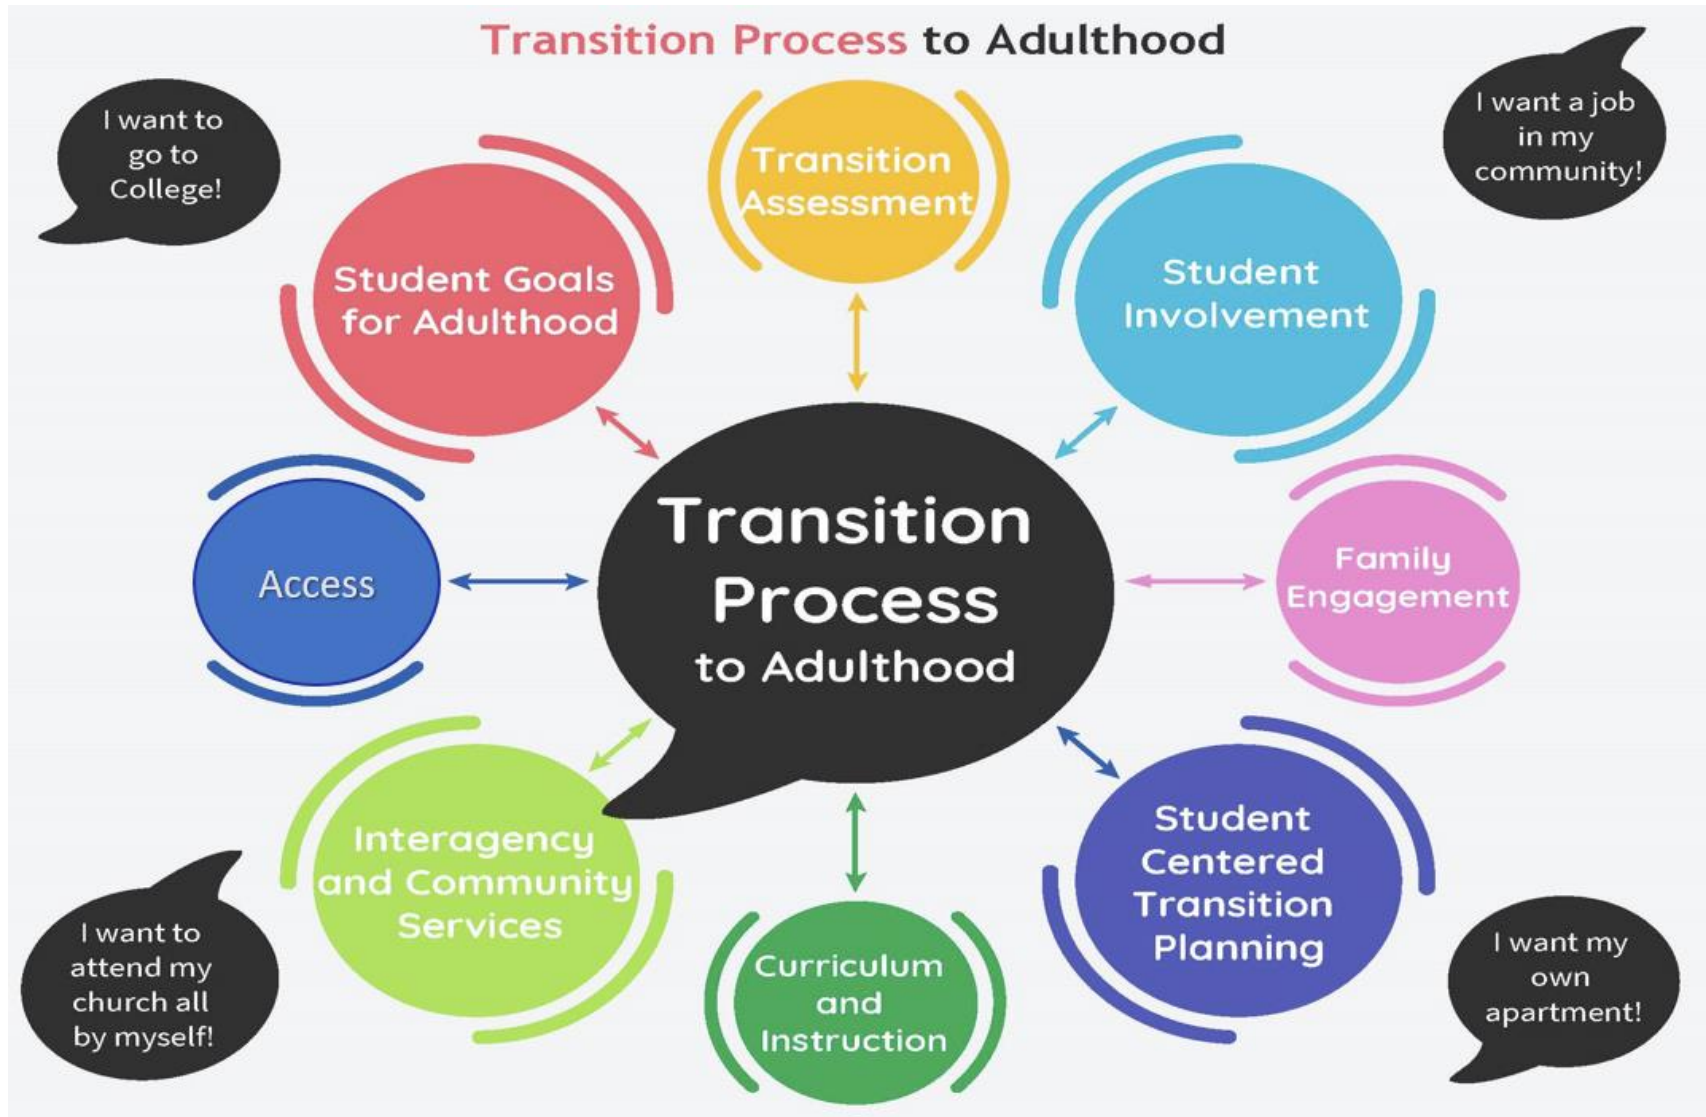 Transition Process to Adulthood
I want to
go to
College!
I want a job
in my
community!
Transition
Assessment
Student Goals
for Adulthood
Student
Involvement
Access
Transition
Process
to Adulthood
Family
Engagement
Interagency
and Community
Services
Student
Centered
Transition
Planning
Curriculum
and
Instruction
I want to
attend my
church all
by myself!
I want my
own
apartment!